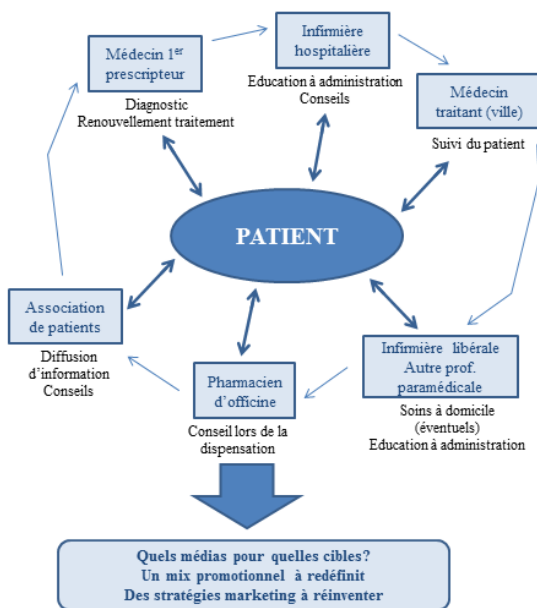 Médecin 1er
prescripteur
Diagnostic
Renouvellement traitement
Infirmière
hospitalière
Education à administration
Conseils
Médecin
traitant (ville)
Suivi du patient
PATIENT
Association
de patients
Diffusion
d'information
Conseils
Pharmacien
d'officine
Conseil lors de la
dispensation
Infirmière libérale
Autre prof.
paramédicale
Soins à domicile
(éventuels)
Education à administration
Quels médias pour quelles cibles?
Un mix promotionnel à redéfinit
Des stratégies marketing à réinventer